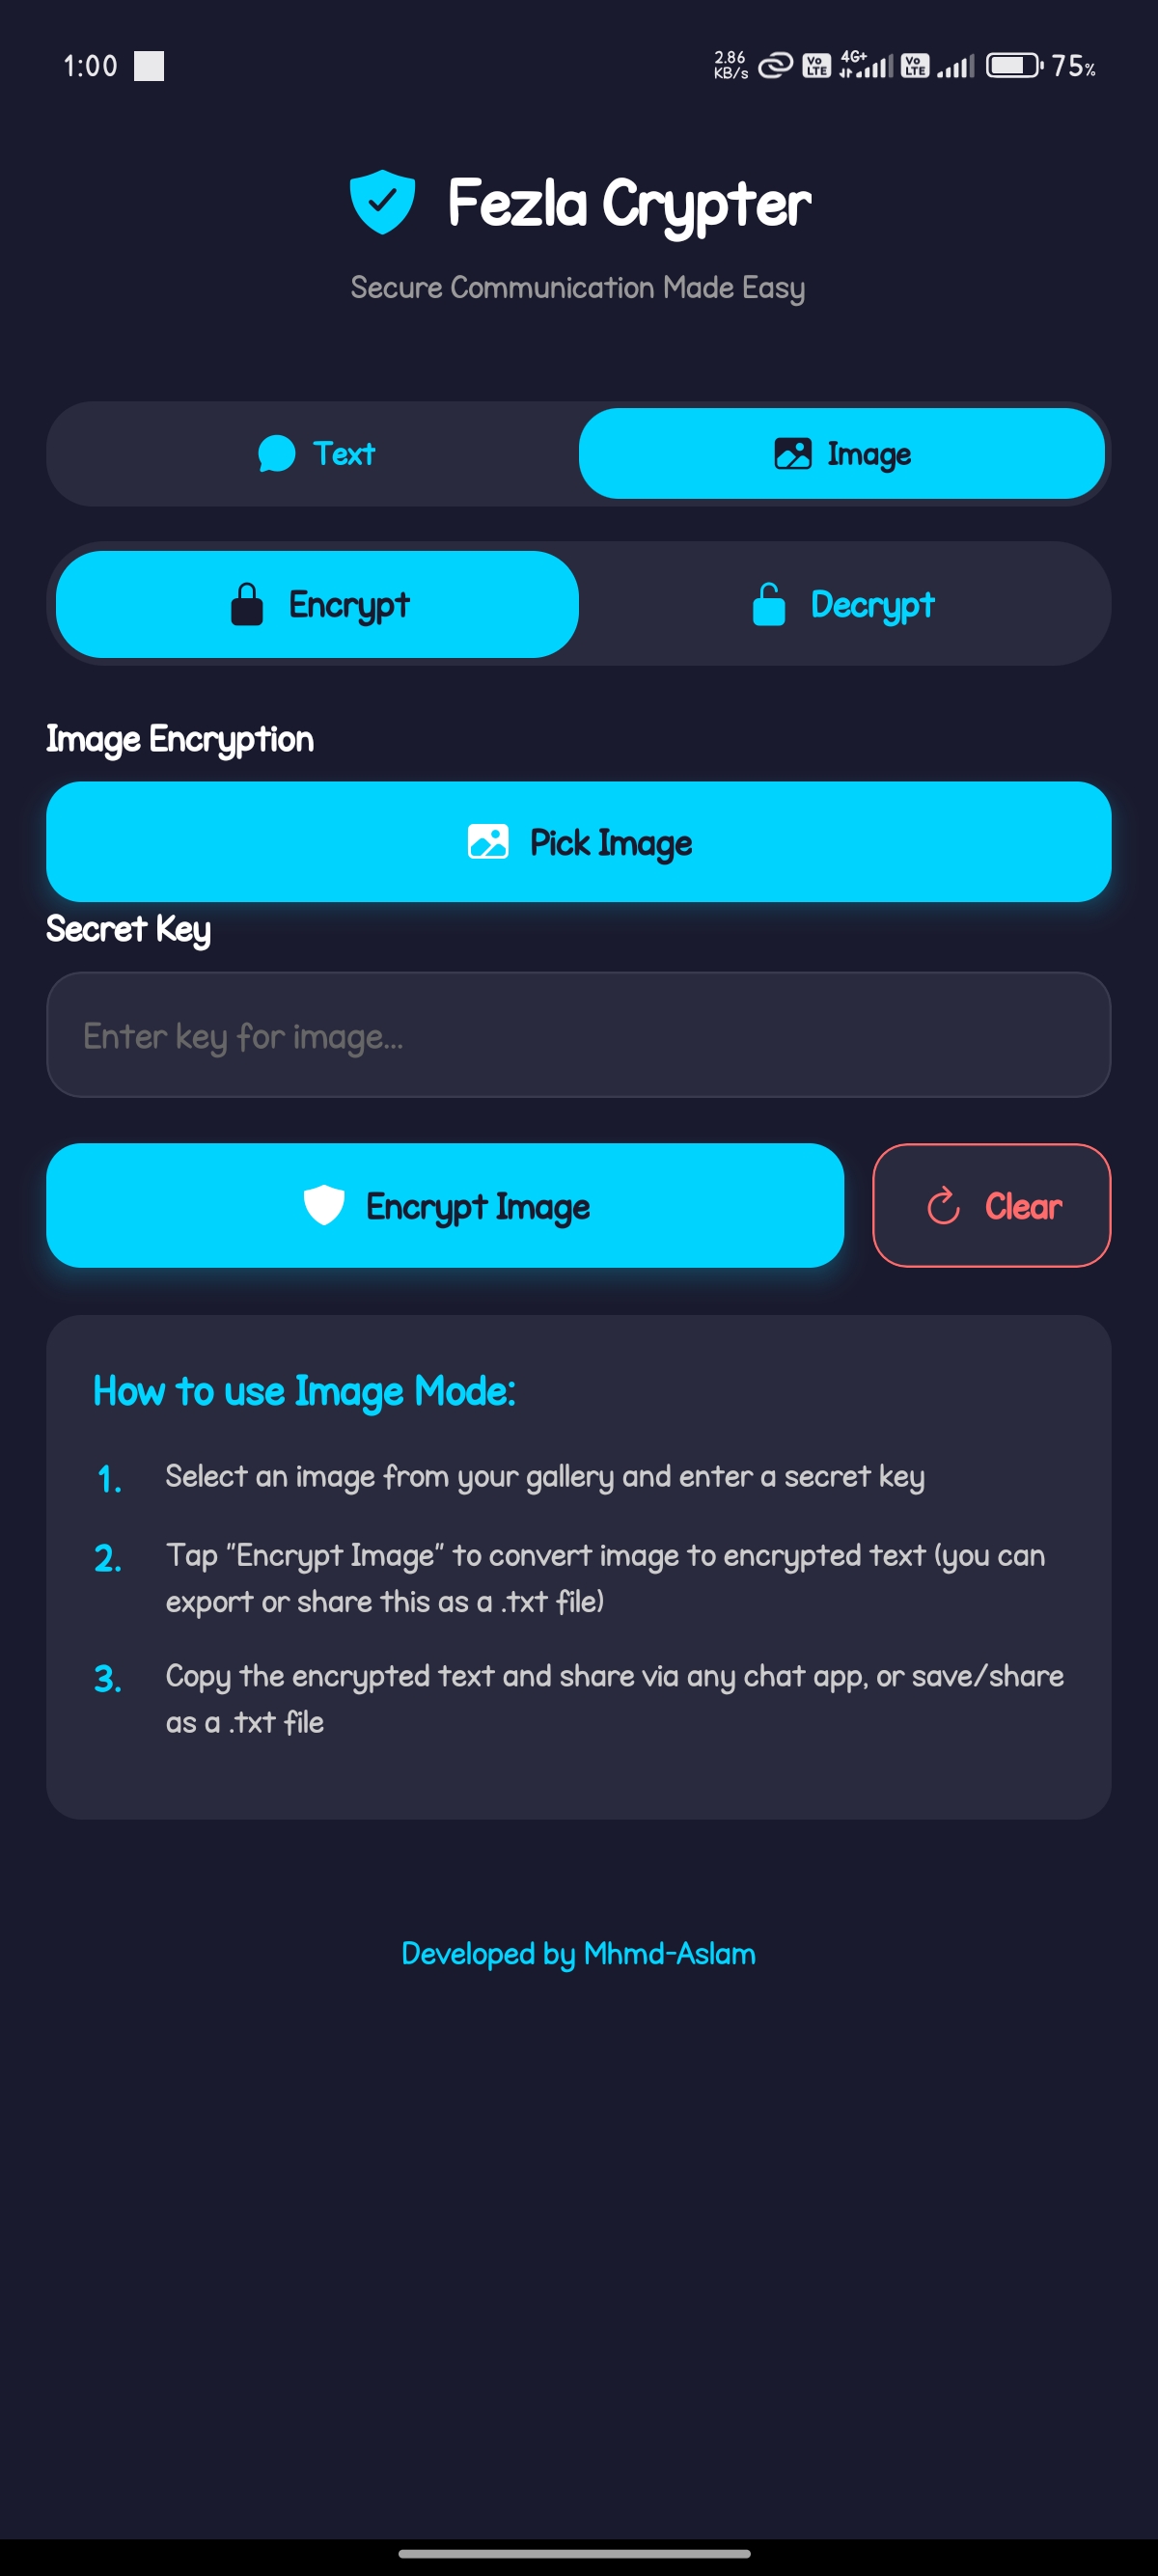 1:00
2.86 KB/s Vo LTE 4G+ Vo LTE 75%
Fezla Crypter
Secure Communication Made Easy
Text
Image
Encrypt
Decrypt
Image Encryption
Pick Image
Secret Key
Enter key for image...
Encrypt Image
Clear
How to use Image Mode:
1. Select an image from your gallery and enter a secret key
2. Tap "Encrypt Image" to convert image to encrypted text (you can
export or share this as a .txt file)
3. Copy the encrypted text and share via any chat app, or save/share
as a .txt file
Developed by Mhmd-Aslam